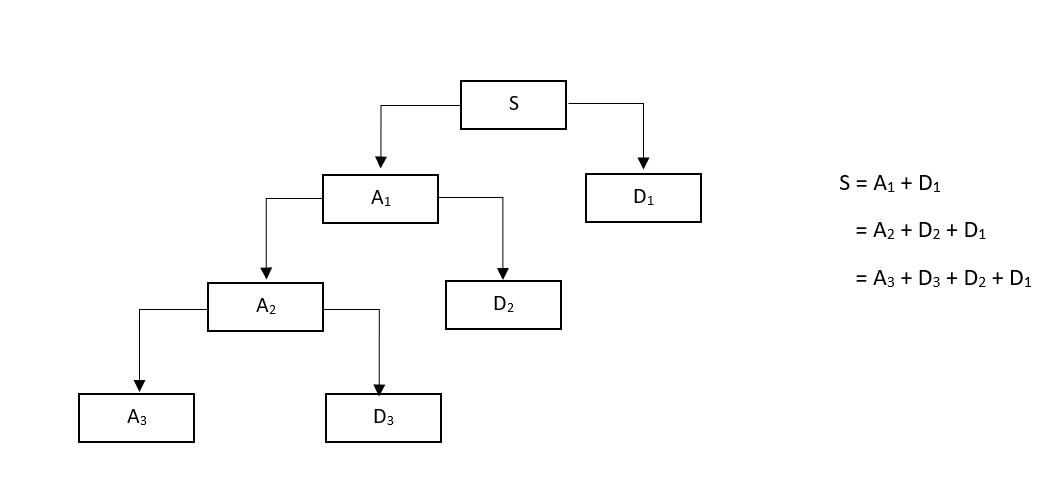 S
A₁
D₁
A₂
D₂
A₃
D₃
S = A₁ + D₁
= A₂ + D₂ + D₁
= A₃ + D₃ + D₂ + D₁